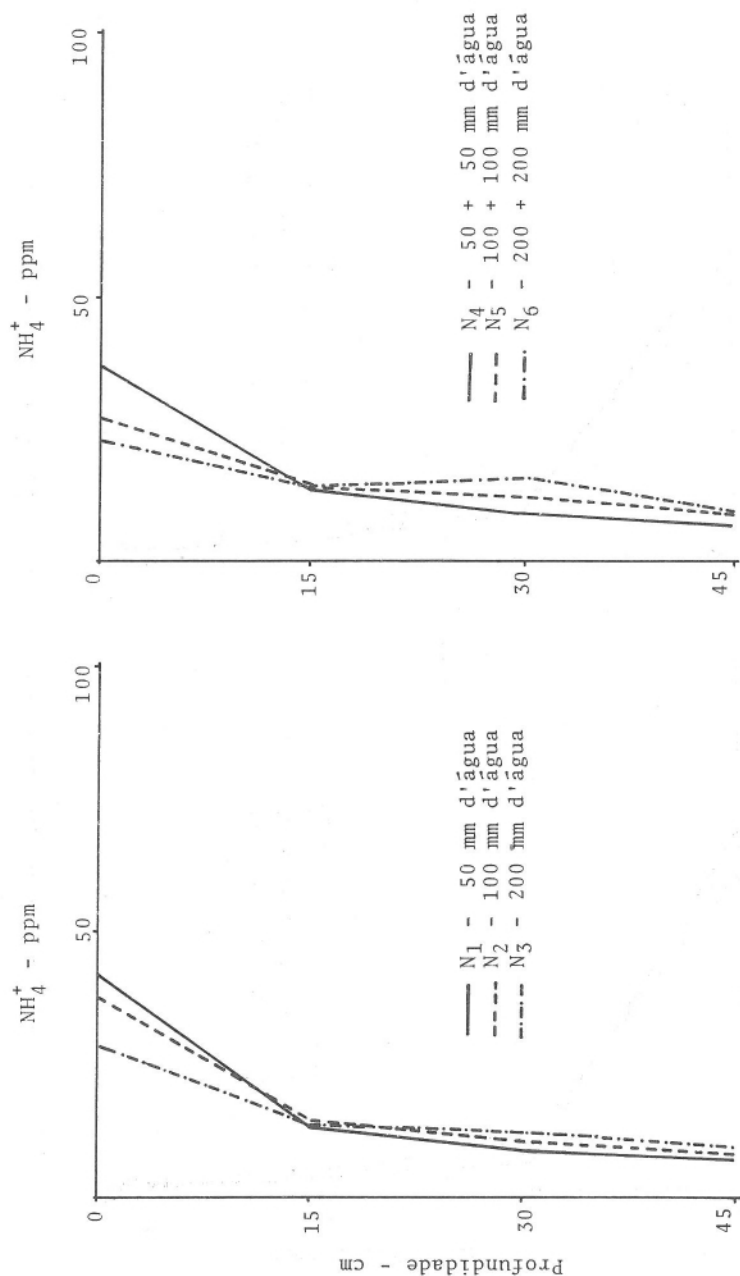 NH4+ - ppm
0
50
100
15
30
45
N4 - 50 + 50 mm d'água
N5 - 100 + 100 mm d'água
N6 - 200 + 200 mm d'água
NH4+ - ppm
0
50
100
15
30
45
N1 - 50 mm d'água
N2 - 100 mm d'água
N3 - 200 mm d'água
Profundidade - cm